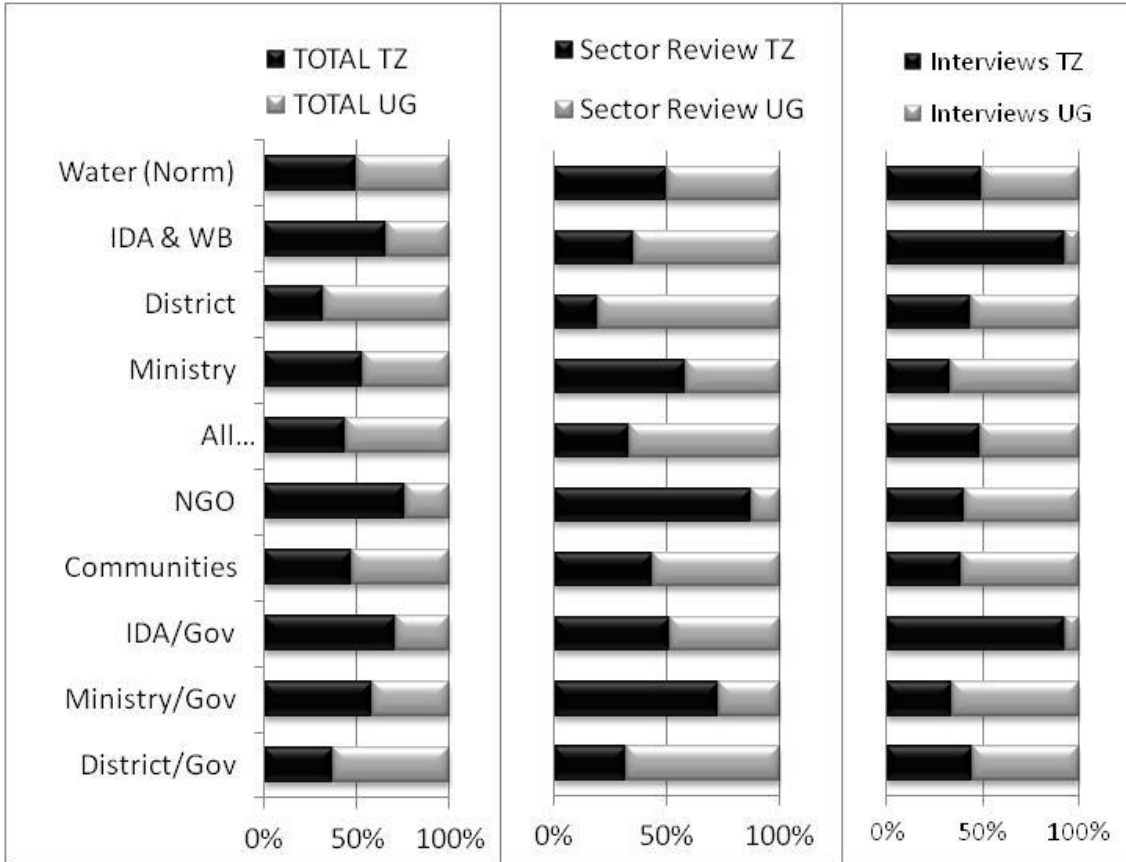 TOTAL TZ
TOTAL UG
Water (Norm)
IDA & WB
District
Ministry
All...
NGO
Communities
IDA/Gov
Ministry/Gov
District/Gov
0% 50% 100%
Sector Review TZ
Sector Review UG
0% 50% 100%
Interviews TZ
Interviews UG
0% 50% 100%